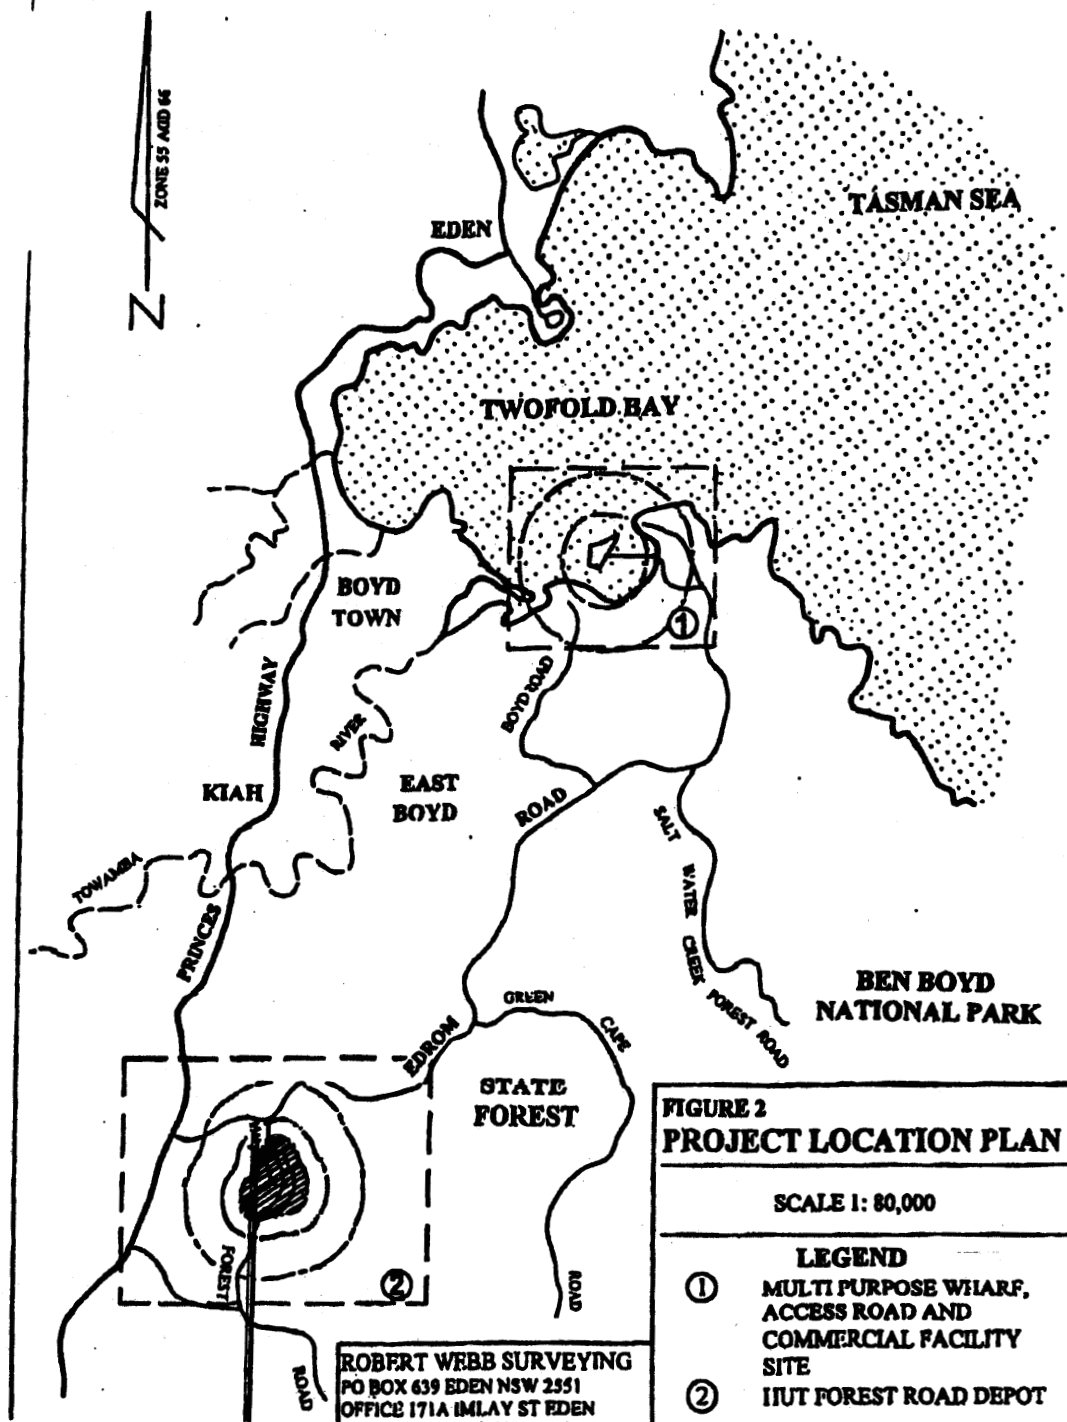 ZONE 55 AGD 66
N
TASMAN SEA
EDEN
TWOFOLD BAY
BOYD
TOWN
1
HIGHWAY
BOYD ROAD
RIVER
KIAH
EAST
BOYD
ROAD
SALT WATER CREEK FOREST ROAD
TOWAMBA
PRINCES
BEN BOYD
NATIONAL PARK
GREEN CAPE
EDROM
STATE
FOREST
FOREST
2
ROAD
ROAD
FIGURE 2
PROJECT LOCATION PLAN
SCALE 1: 80,000
LEGEND
1 MULTI PURPOSE WHARF,
ACCESS ROAD AND
COMMERCIAL FACILITY
SITE
2 HUT FOREST ROAD DEPOT
ROBERT WEBB SURVEYING
PO BOX 639 EDEN NSW 2551
OFFICE 171A IMLAY ST EDEN